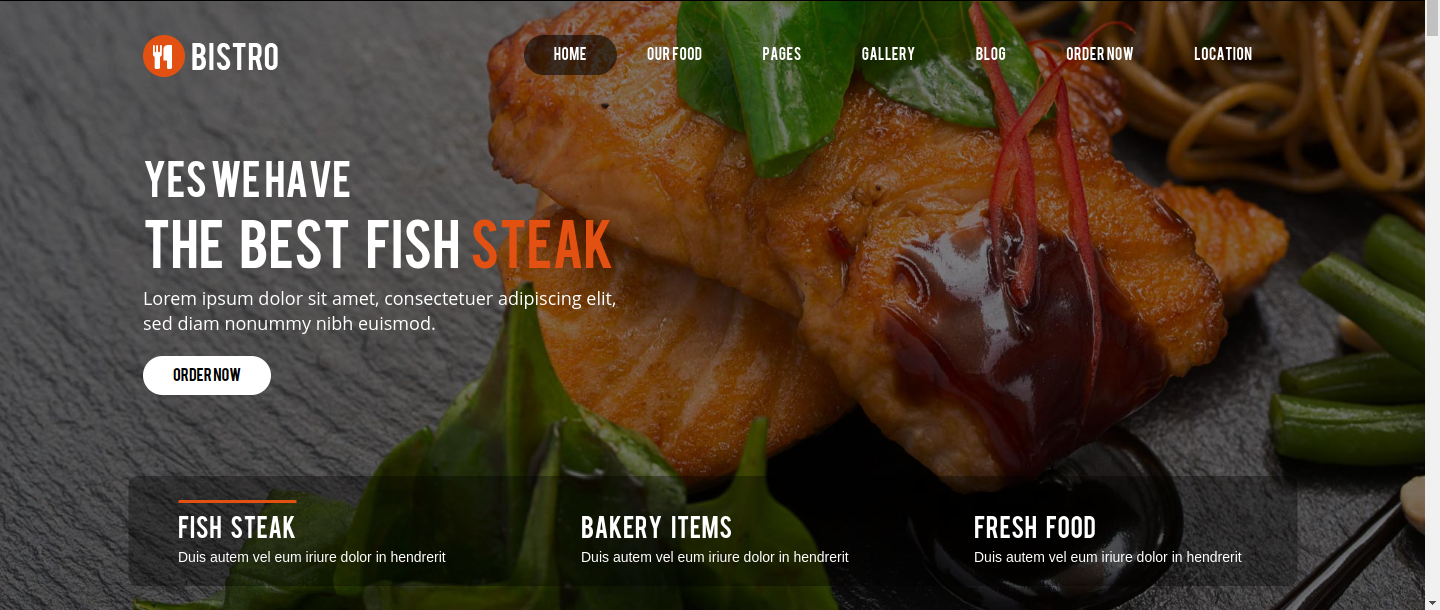 BISTRO
HOME
OUR FOOD
PAGES
GALLERY
BLOG
ORDER NOW
LOCATION
YES WE HAVE
THE BEST FISH STEAK
Lorem ipsum dolor sit amet, consectetuer adipiscing elit,
sed diam nonummy nibh euismod.
ORDER NOW
FISH STEAK
Duis autem vel eum iriure dolor in hendrerit
BAKERY ITEMS
Duis autem vel eum iriure dolor in hendrerit
FRESH FOOD
Duis autem vel eum iriure dolor in hendrerit